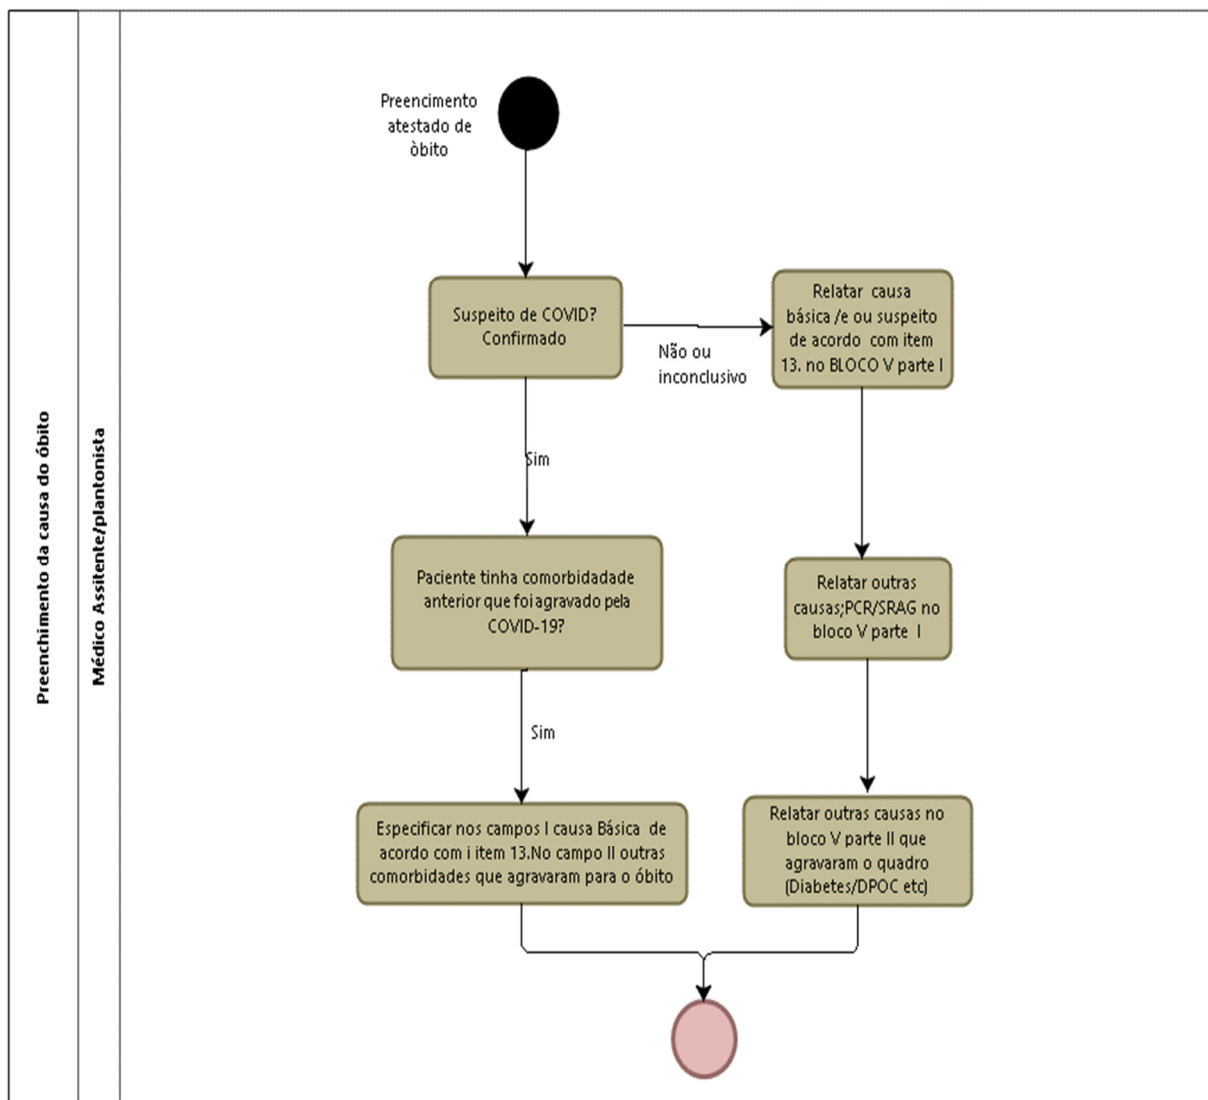 Preenchimento da causa do óbito
Médico Assitente/plantonista
Preencimento
atestado de
òbito
Suspeito de COVID?
Confirmado
Não ou
inconclusivo
Relatar causa
básica /e ou suspeito
de acordo com item
13. no BLOCO V parte I
Sim
Paciente tinha comorbidadade
anterior que foi agravado pela
COVID-19?
Relatar outras
causas;PCR/SRAG no
bloco V parte I
Sim
Especificar nos campos I causa Básica de
acordo com i item 13.No campo II outras
comorbidades que agravaram para o óbito
Relatar outras causas no
bloco V parte II que
agravaram o quadro
(Diabetes/DPOC etc)